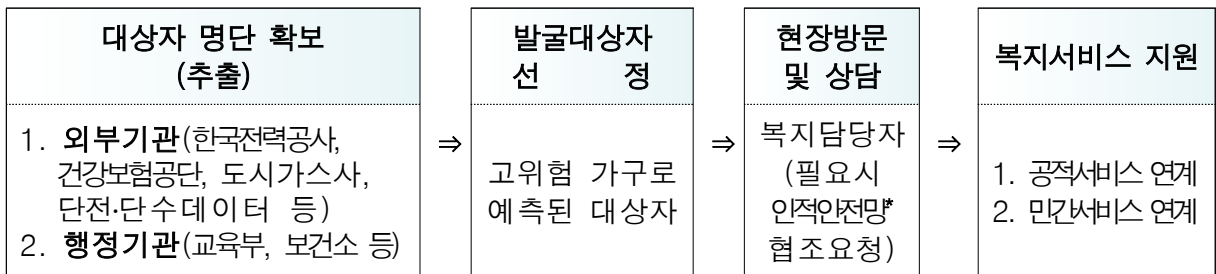 대상자 명단 확보
(추출)
1. 외부기관(한국전력공사,
건강보험공단, 도시가스사,
단전·단수데이터 등)
2. 행정기관(교육부, 보건소 등)
⇒
발굴대상자
선 정
고위험 가구로
예측된 대상자
⇒
현장방문
및 상담
복지담당자
(필요시
인적안전망*
협조요청)
⇒
복지서비스 지원
1. 공적서비스 연계
2. 민간서비스 연계